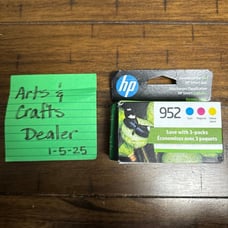 Arts &
Crafts
Dealer
1-5-25
hp
952
Save with 3-packs
Économisez avec 3 paquets